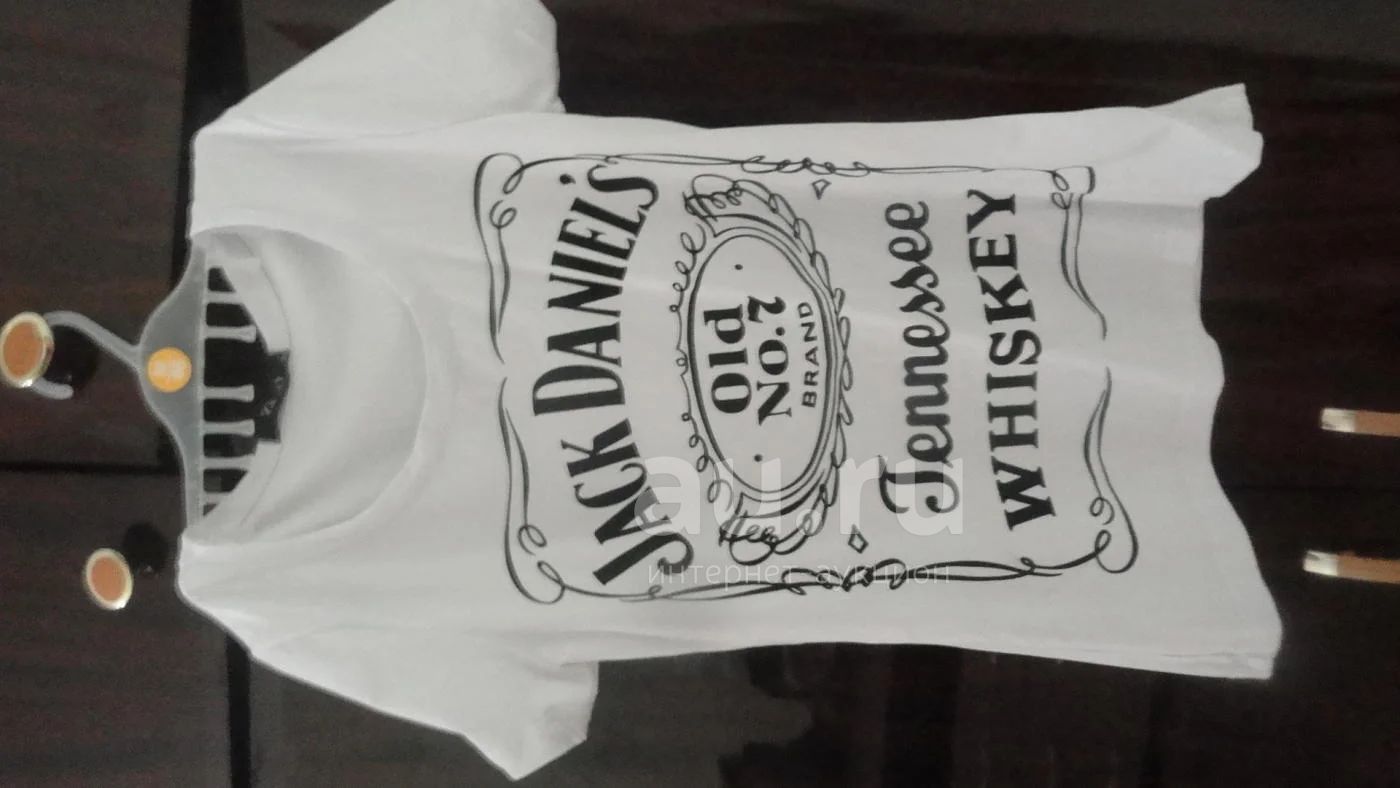 JACK DANIEL'S
Old
No.7
BRAND
Tennessee
WHISKEY
au.ru
интернет аукцион